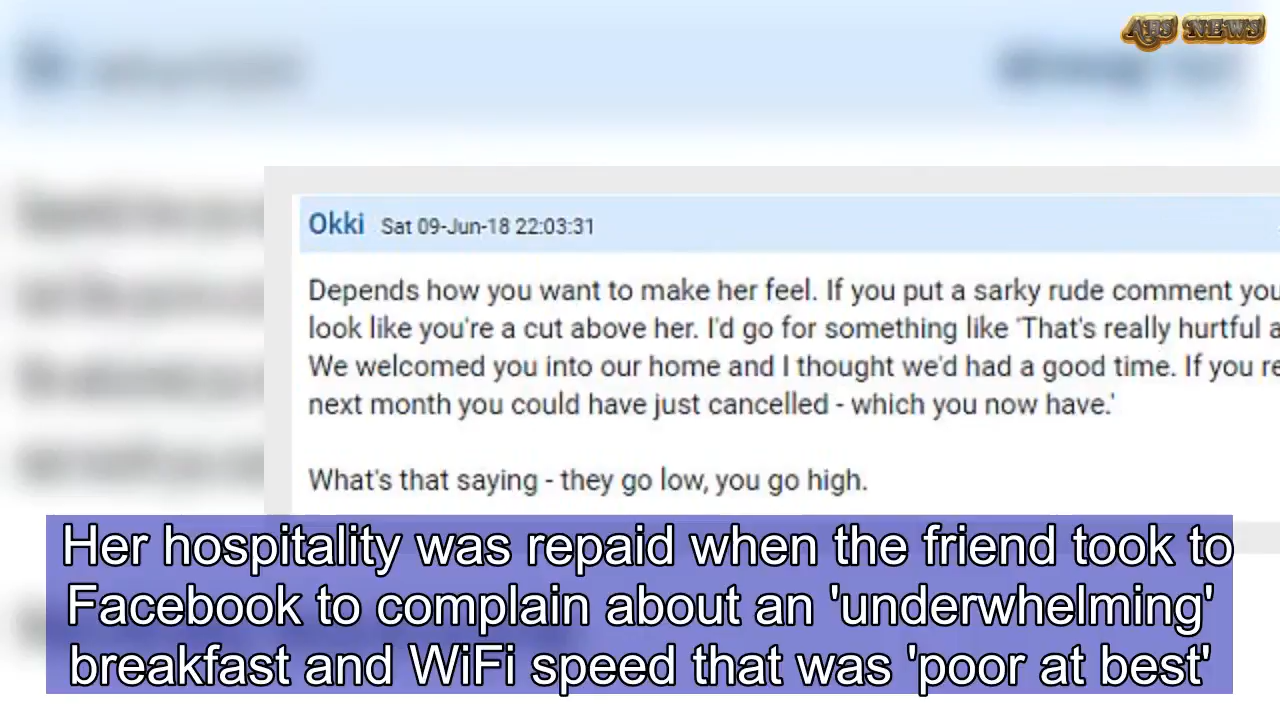 ARS NEWS
Okki Sat 09-Jun-18 22:03:31
Depends how you want to make her feel. If you put a sarky rude comment you
look like you're a cut above her. I'd go for something like 'That's really hurtful a
We welcomed you into our home and I thought we'd had a good time. If you re
next month you could have just cancelled - which you now have.'
What's that saying - they go low, you go high.
Her hospitality was repaid when the friend took to
Facebook to complain about an 'underwhelming'
breakfast and WiFi speed that was 'poor at best'